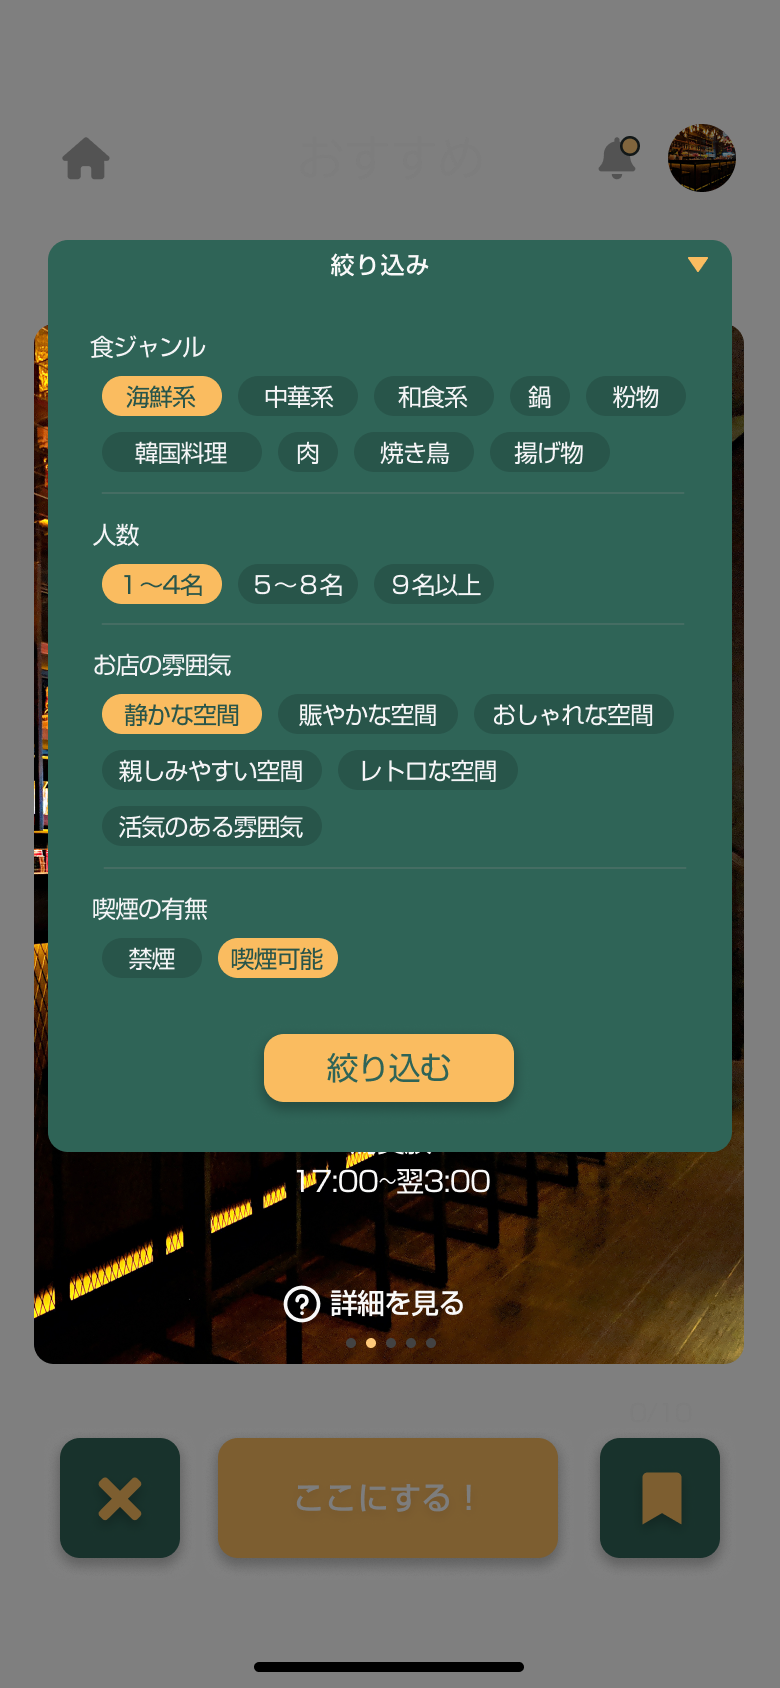 おすすめ
絞り込み
食ジャンル
海鮮系 中華系 和食系 鍋 粉物
韓国料理 肉 焼き鳥 揚げ物
人数
1〜4名 5〜8名 9名以上
お店の雰囲気
静かな空間 賑やかな空間 おしゃれな空間
親しみやすい空間 レトロな空間
活気のある雰囲気
喫煙の有無
禁煙 喫煙可能
絞り込む
17:00~翌3:00
詳細を見る
ここにする！